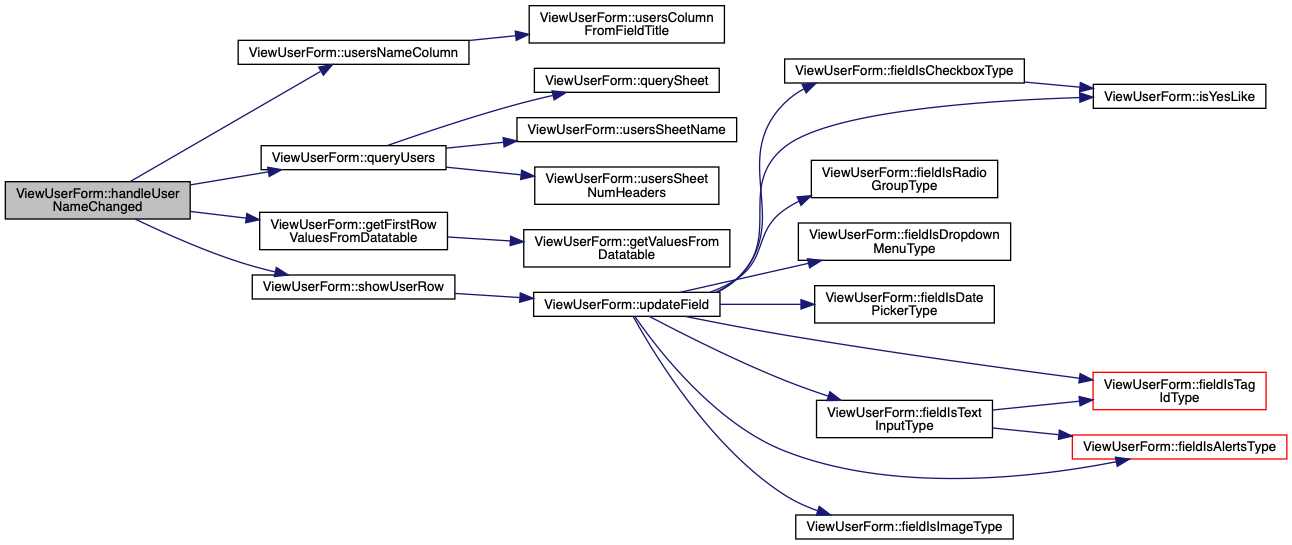 ViewUserForm::handleUser
NameChanged
ViewUserForm::usersNameColumn
ViewUserForm::usersColumn
FromFieldTitle
ViewUserForm::queryUsers
ViewUserForm::querySheet
ViewUserForm::usersSheetName
ViewUserForm::usersSheet
NumHeaders
ViewUserForm::getFirstRow
ValuesFromDatatable
ViewUserForm::getValuesFrom
Datatable
ViewUserForm::showUserRow
ViewUserForm::updateField
ViewUserForm::fieldIsCheckboxType
ViewUserForm::isYesLike
ViewUserForm::fieldIsRadio
GroupType
ViewUserForm::fieldIsDropdown
MenuType
ViewUserForm::fieldIsDate
PickerType
ViewUserForm::fieldIsTag
IdType
ViewUserForm::fieldIsText
InputType
ViewUserForm::fieldIsAlertsType
ViewUserForm::fieldIsImageType